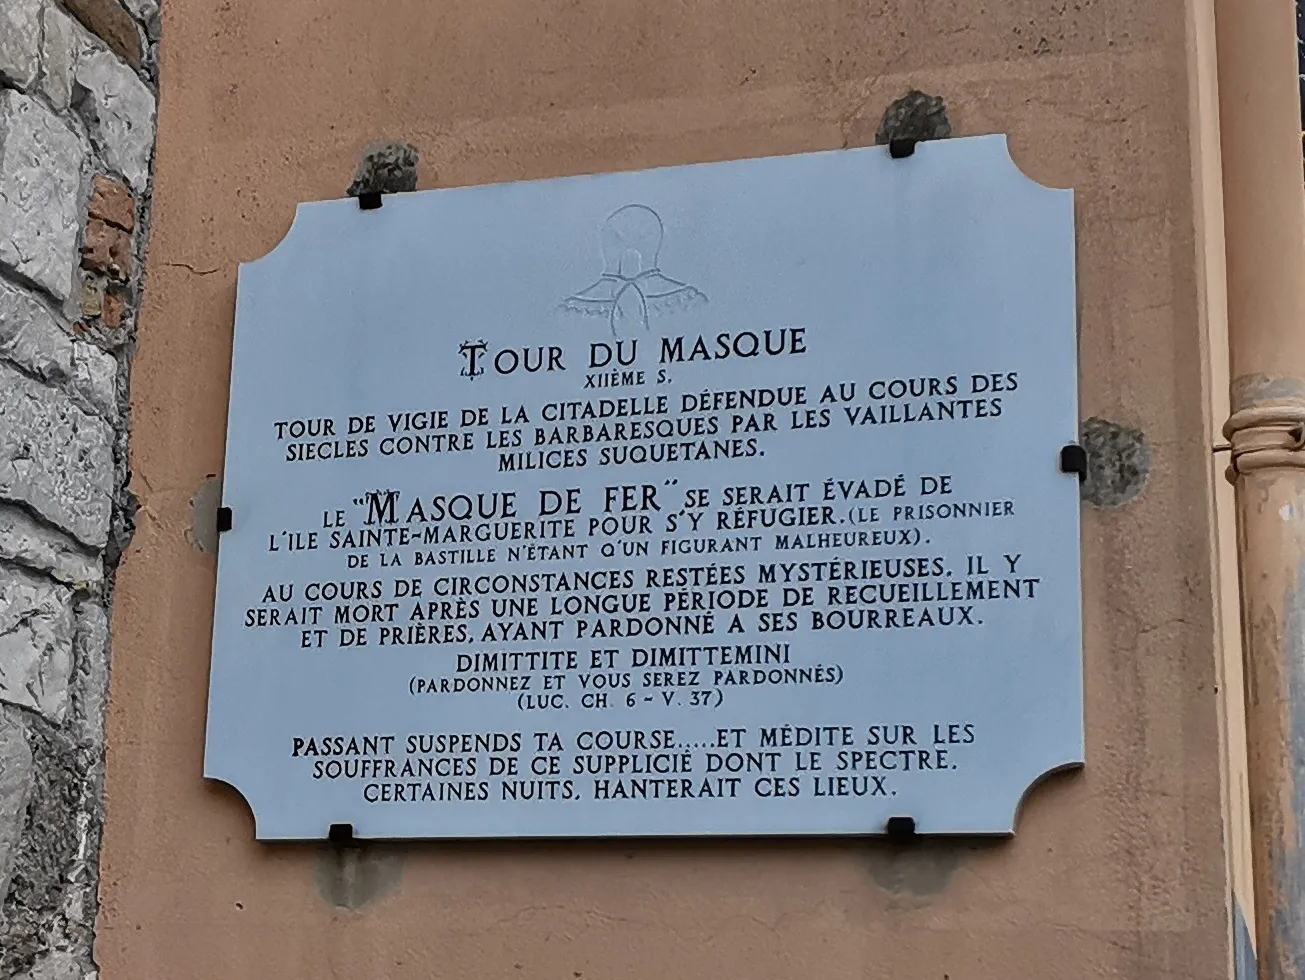 TOUR DU MASQUE
XIIÈME S.
TOUR DE VIGIE DE LA CITADELLE DÉFENDUE AU COURS DES
SIECLES CONTRE LES BARBARESQUES PAR LES VAILLANTES
MILICES SUQUETANES.
LE "MASQUE DE FER" SE SERAIT ÉVADÉ DE
L'ILE SAINTE-MARGUERITE POUR S'Y RÉFUGIER.(LE PRISONNIER
DE LA BASTILLE N'ÉTANT Q'UN FIGURANT MALHEUREUX).
AU COURS DE CIRCONSTANCES RESTÉES MYSTÉRIEUSES, IL Y
SERAIT MORT APRÈS UNE LONGUE PÉRIODE DE RECUEILLEMENT
ET DE PRIÈRES, AYANT PARDONNÉ A SES BOURREAUX.
DIMITTITE ET DIMITTEMINI
(PARDONNEZ ET VOUS SEREZ PARDONNÉS)
(LUC. CH. 6 - V. 37)
PASSANT SUSPENDS TA COURSE.....ET MÉDITE SUR LES
SOUFFRANCES DE CE SUPPLICIÉ DONT LE SPECTRE,
CERTAINES NUITS, HANTERAIT CES LIEUX.